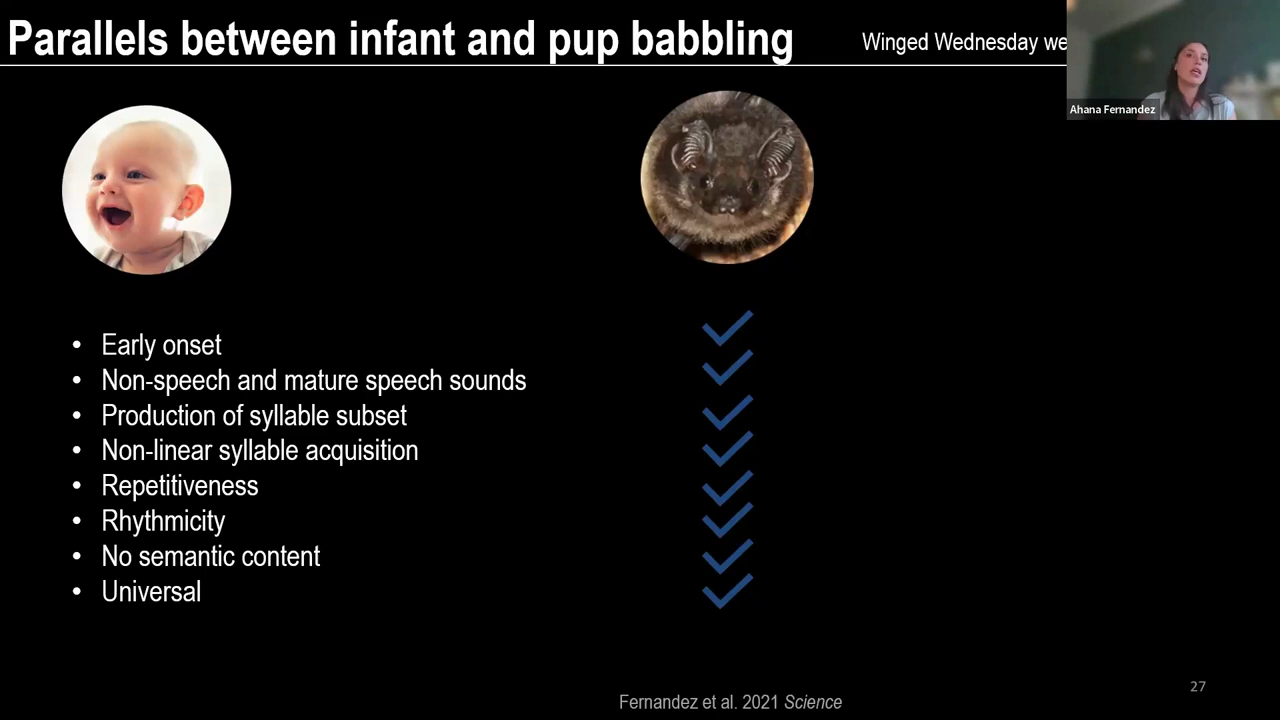 Parallels between infant and pup babbling
Winged Wednesday we
Ahana Fernandez
• Early onset
• Non-speech and mature speech sounds
• Production of syllable subset
• Non-linear syllable acquisition
• Repetitiveness
• Rhythmicity
• No semantic content
• Universal
27
Fernandez et al. 2021 Science